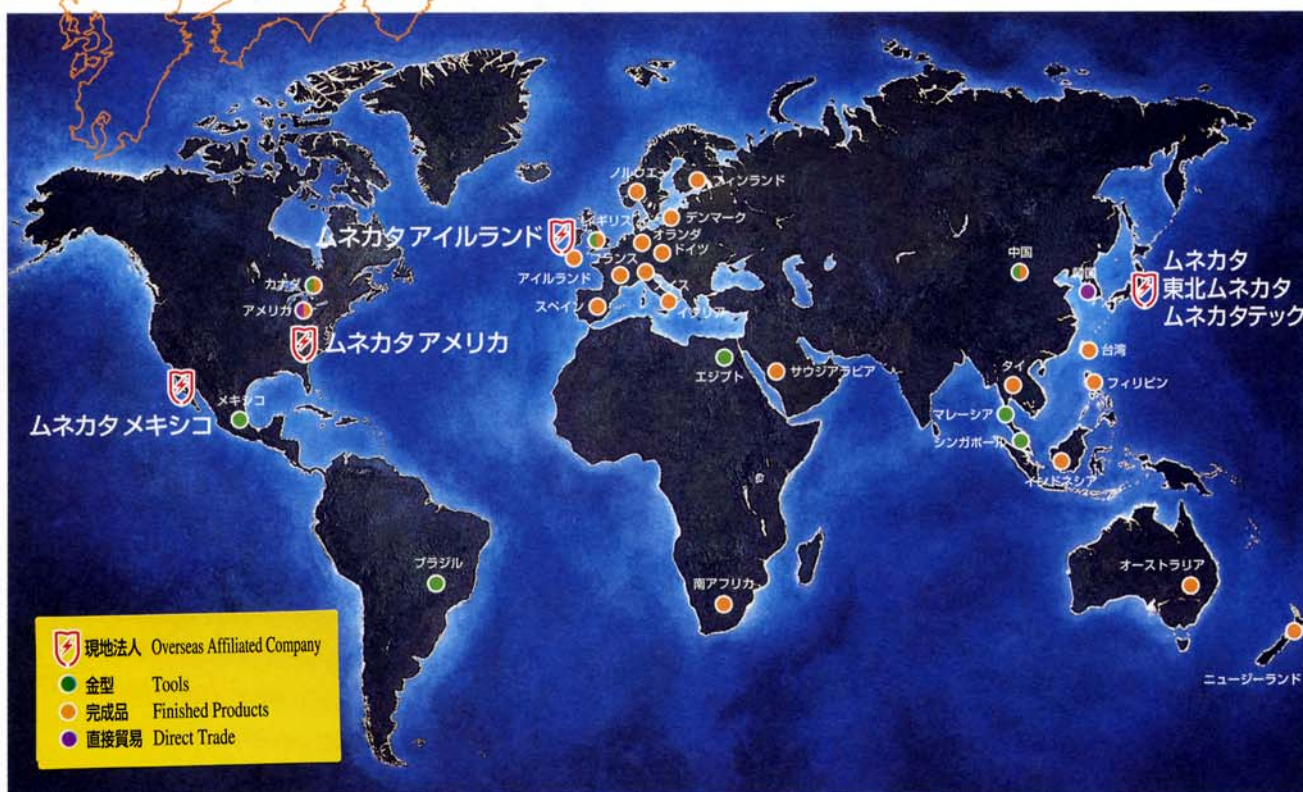 ノルウエー
フィンランド
デンマーク
イギリス
オランダ
ドイツ
ムネカタ アイルランド
アイルランド
フランス
スイス
スペイン
イタリア
カナダ
アメリカ
ムネカタ アメリカ
メキシコ
ムネカタ メキシコ
中国
韓国
ムネカタ
東北ムネカタ
ムネカタテック
台湾
エジプト
サウジアラビア
タイ
フィリピン
マレーシア
シンガポール
インドネシア
ブラジル
南アフリカ
オーストラリア
ニュージーランド
現地法人 Overseas Affiliated Company
金型 Tools
完成品 Finished Products
直接貿易 Direct Trade